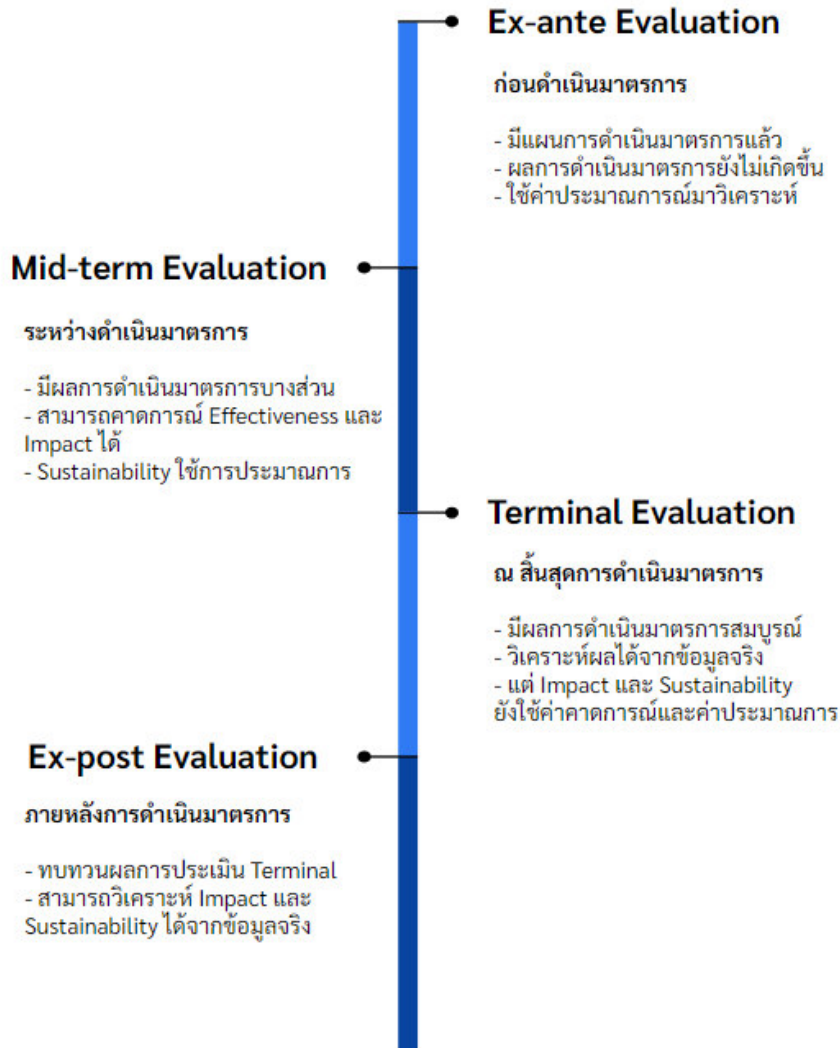 Ex-ante Evaluation
ก่อนดำเนินมาตรการ
- มีแผนการดำเนินมาตรการแล้ว
- ผลการดำเนินมาตรการยังไม่เกิดขึ้น
- ใช้ค่าประมาณการณ์มาวิเคราะห์
Mid-term Evaluation
ระหว่างดำเนินมาตรการ
- มีผลการดำเนินมาตรการบางส่วน
- สามารถคาดการณ์ Effectiveness และ
Impact ได้
- Sustainability ใช้การประมาณการ
Terminal Evaluation
ณ สิ้นสุดการดำเนินมาตรการ
- มีผลการดำเนินมาตรการสมบูรณ์
- วิเคราะห์ผลได้จากข้อมูลจริง
- แต่ Impact และ Sustainability
ยังใช้ค่าคาดการณ์และค่าประมาณการ
Ex-post Evaluation
ภายหลังการดำเนินมาตรการ
- ทบทวนผลการประเมิน Terminal
- สามารถวิเคราะห์ Impact และ
Sustainability ได้จากข้อมูลจริง